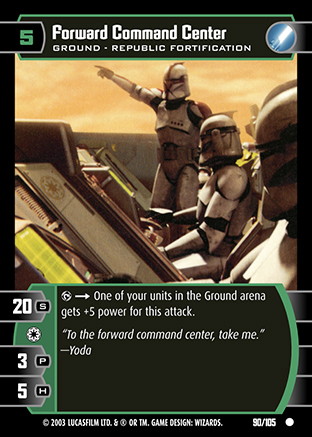 5 Forward Command Center
GROUND - REPUBLIC FORTIFICATION
20 S
One of your units in the Ground arena
gets +5 power for this attack.
"To the forward command center, take me."
—Yoda
3 P
5 H
© 2003 LUCASFILM LTD. & ® OR TM. GAME DESIGN: WIZARDS. 90/105